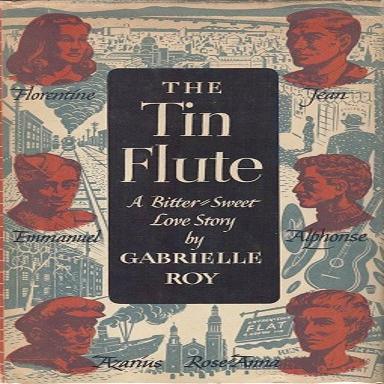 Florentine
Jean
THE
Tin
Flute
A Bitter-Sweet
Love Story
by
GABRIELLE
ROY
Emmanuel
Alphonse
FLAT
Azarius
Rose-Anna